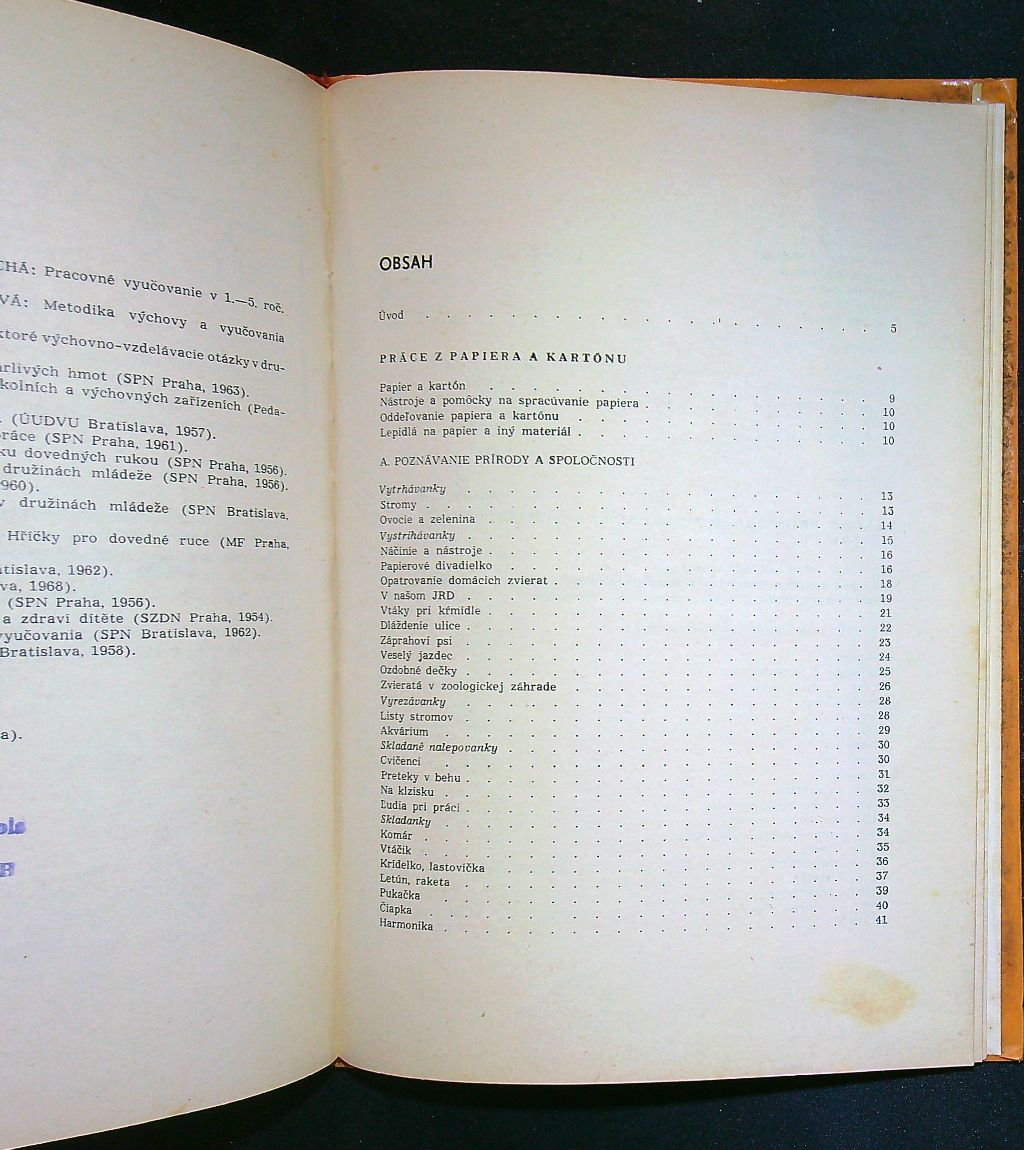 CHÁ: Pracovné vyučovanie v 1.—5. roč.
VÁ: Metodika výchovy a vyučovania
ktoré výchovno-vzdelávacie otázky v dru-
arlivých hmot (SPN Praha, 1963).
kolních a výchovných zařízeních (Peda-
. (ÚUDVU Bratislava, 1957).
ráce (SPN Praha, 1961).
ku dovedných rukou (SPN Praha, 1956).
družinách mládeže (SPN Praha, 1956).
960).
v družinách mládeže (SPN Bratislava,
Hříčky pro dovedné ruce (MF Praha,
tislava, 1962).
va, 1968).
(SPN Praha, 1956).
a zdraví dítěte (SZDN Praha, 1954).
vyučovania (SPN Bratislava, 1962).
Bratislava, 1958).
a).
OBSAH
Úvod . . . . . . . . . . 5
PRÁCE Z PAPIERA A KARTÓNU
Papier a kartón . . . . . . . . . . 9
Nástroje a pomôcky na spracúvanie papiera . . . . . . . . . . 10
Oddeľovanie papiera a kartónu . . . . . . . . . . 10
Lepidlá na papier a iný materiál . . . . . . . . . . 10
A. POZNÁVANIE PRÍRODY A SPOLOČNOSTI
Vytrhávanky . . . . . . . . . . 13
Stromy . . . . . . . . . . 13
Ovocie a zelenina . . . . . . . . . . 14
Vystrihávanky . . . . . . . . . . 15
Náčinie a nástroje . . . . . . . . . . 16
Papierové divadielko . . . . . . . . . . 16
Opatrovanie domácich zvierat . . . . . . . . . . 18
V našom JRD . . . . . . . . . . 19
Vtáky pri kŕmidle . . . . . . . . . . 21
Dláždenie ulice . . . . . . . . . . 22
Záprahoví psi . . . . . . . . . . 23
Veselý jazdec . . . . . . . . . . 24
Ozdobné dečky . . . . . . . . . . 25
Zvieratá v zoologickej záhrade . . . . . . . . . . 26
Vyrezávanky . . . . . . . . . . 28
Listy stromov . . . . . . . . . . 28
Akvárium . . . . . . . . . . 29
Skladané nalepovanky . . . . . . . . . . 30
Cvičenci . . . . . . . . . . 30
Preteky v behu . . . . . . . . . . 31
Na klzisku . . . . . . . . . . 32
Ľudia pri práci . . . . . . . . . . 33
Skladanky . . . . . . . . . . 34
Komár . . . . . . . . . . 34
Vtáčik . . . . . . . . . . 35
Krídelko, lastovička . . . . . . . . . . 36
Letún, raketa . . . . . . . . . . 37
Pukačka . . . . . . . . . . 39
Čiapka . . . . . . . . . . 40
Harmonika . . . . . . . . . . 41